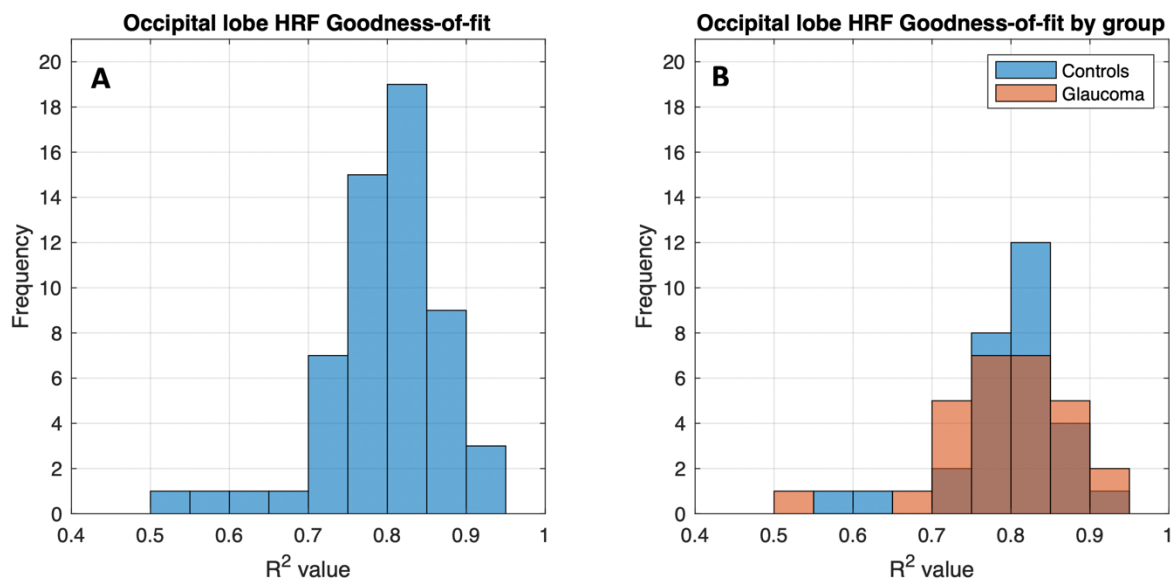 Occipital lobe HRF Goodness-of-fit
A
20
18
16
14
12
10
8
6
4
2
0
Frequency
0.4 0.5 0.6 0.7 0.8 0.9 1
R² value
Occipital lobe HRF Goodness-of-fit by group
B
Controls
Glaucoma
20
18
16
14
12
10
8
6
4
2
0
Frequency
0.4 0.5 0.6 0.7 0.8 0.9 1
R² value